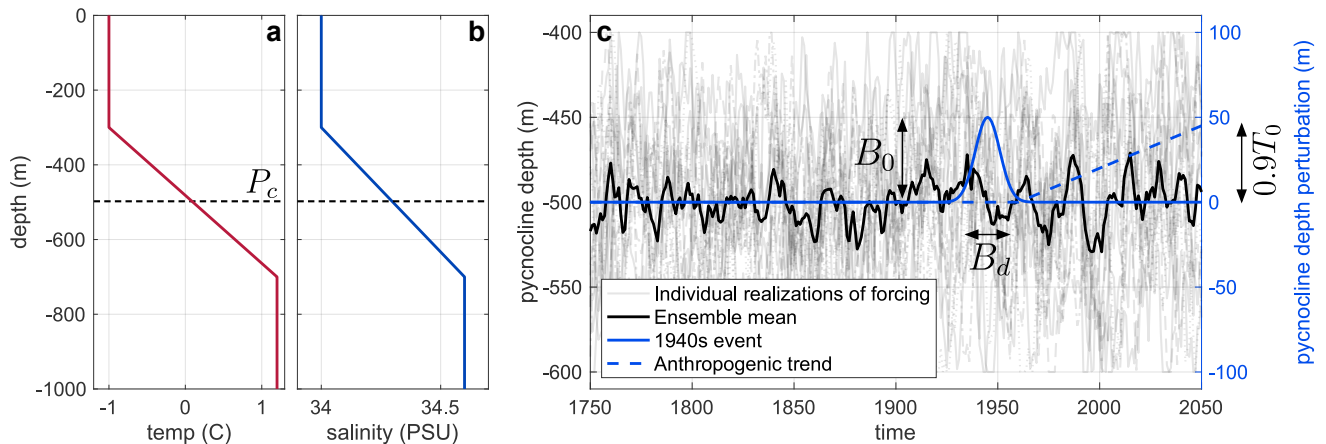 a
0
-200
-400
-600
-800
-1000
depth (m)
-1
0
1
temp (C)
P_c
b
34
34.5
salinity (PSU)
c
-400
-450
-500
-550
-600
pycnocline depth (m)
B_0
B_d
Individual realizations of forcing
Ensemble mean
1940s event
Anthropogenic trend
1750
1800
1850
1900
1950
2000
2050
time
100
50
0
-50
-100
pycnocline depth perturbation (m)
0.9T_0